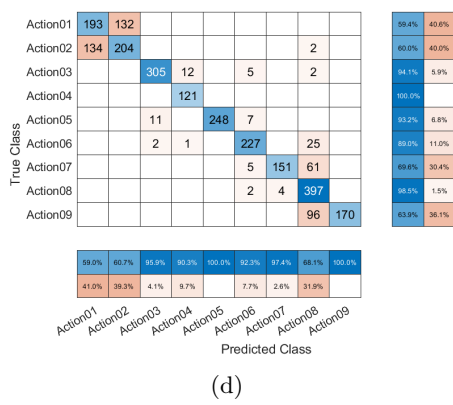 Action01 193 132 59.4% 40.6%
Action02 134 204 2 60.0% 40.0%
Action03 305 12 5 2 94.1% 5.9%
Action04 121 100.0%
Action05 11 248 7 93.2% 6.8%
Action06 2 1 227 25 89.0% 11.0%
Action07 5 151 61 69.6% 30.4%
Action08 2 4 397 98.5% 1.5%
Action09 96 170 63.9% 36.1%
True Class
59.0% 60.7% 95.9% 90.3% 100.0% 92.3% 97.4% 68.1% 100.0%
41.0% 39.3% 4.1% 9.7% 7.7% 2.6% 31.9%
Action01 Action02 Action03 Action04 Action05 Action06 Action07 Action08 Action09
Predicted Class
(d)